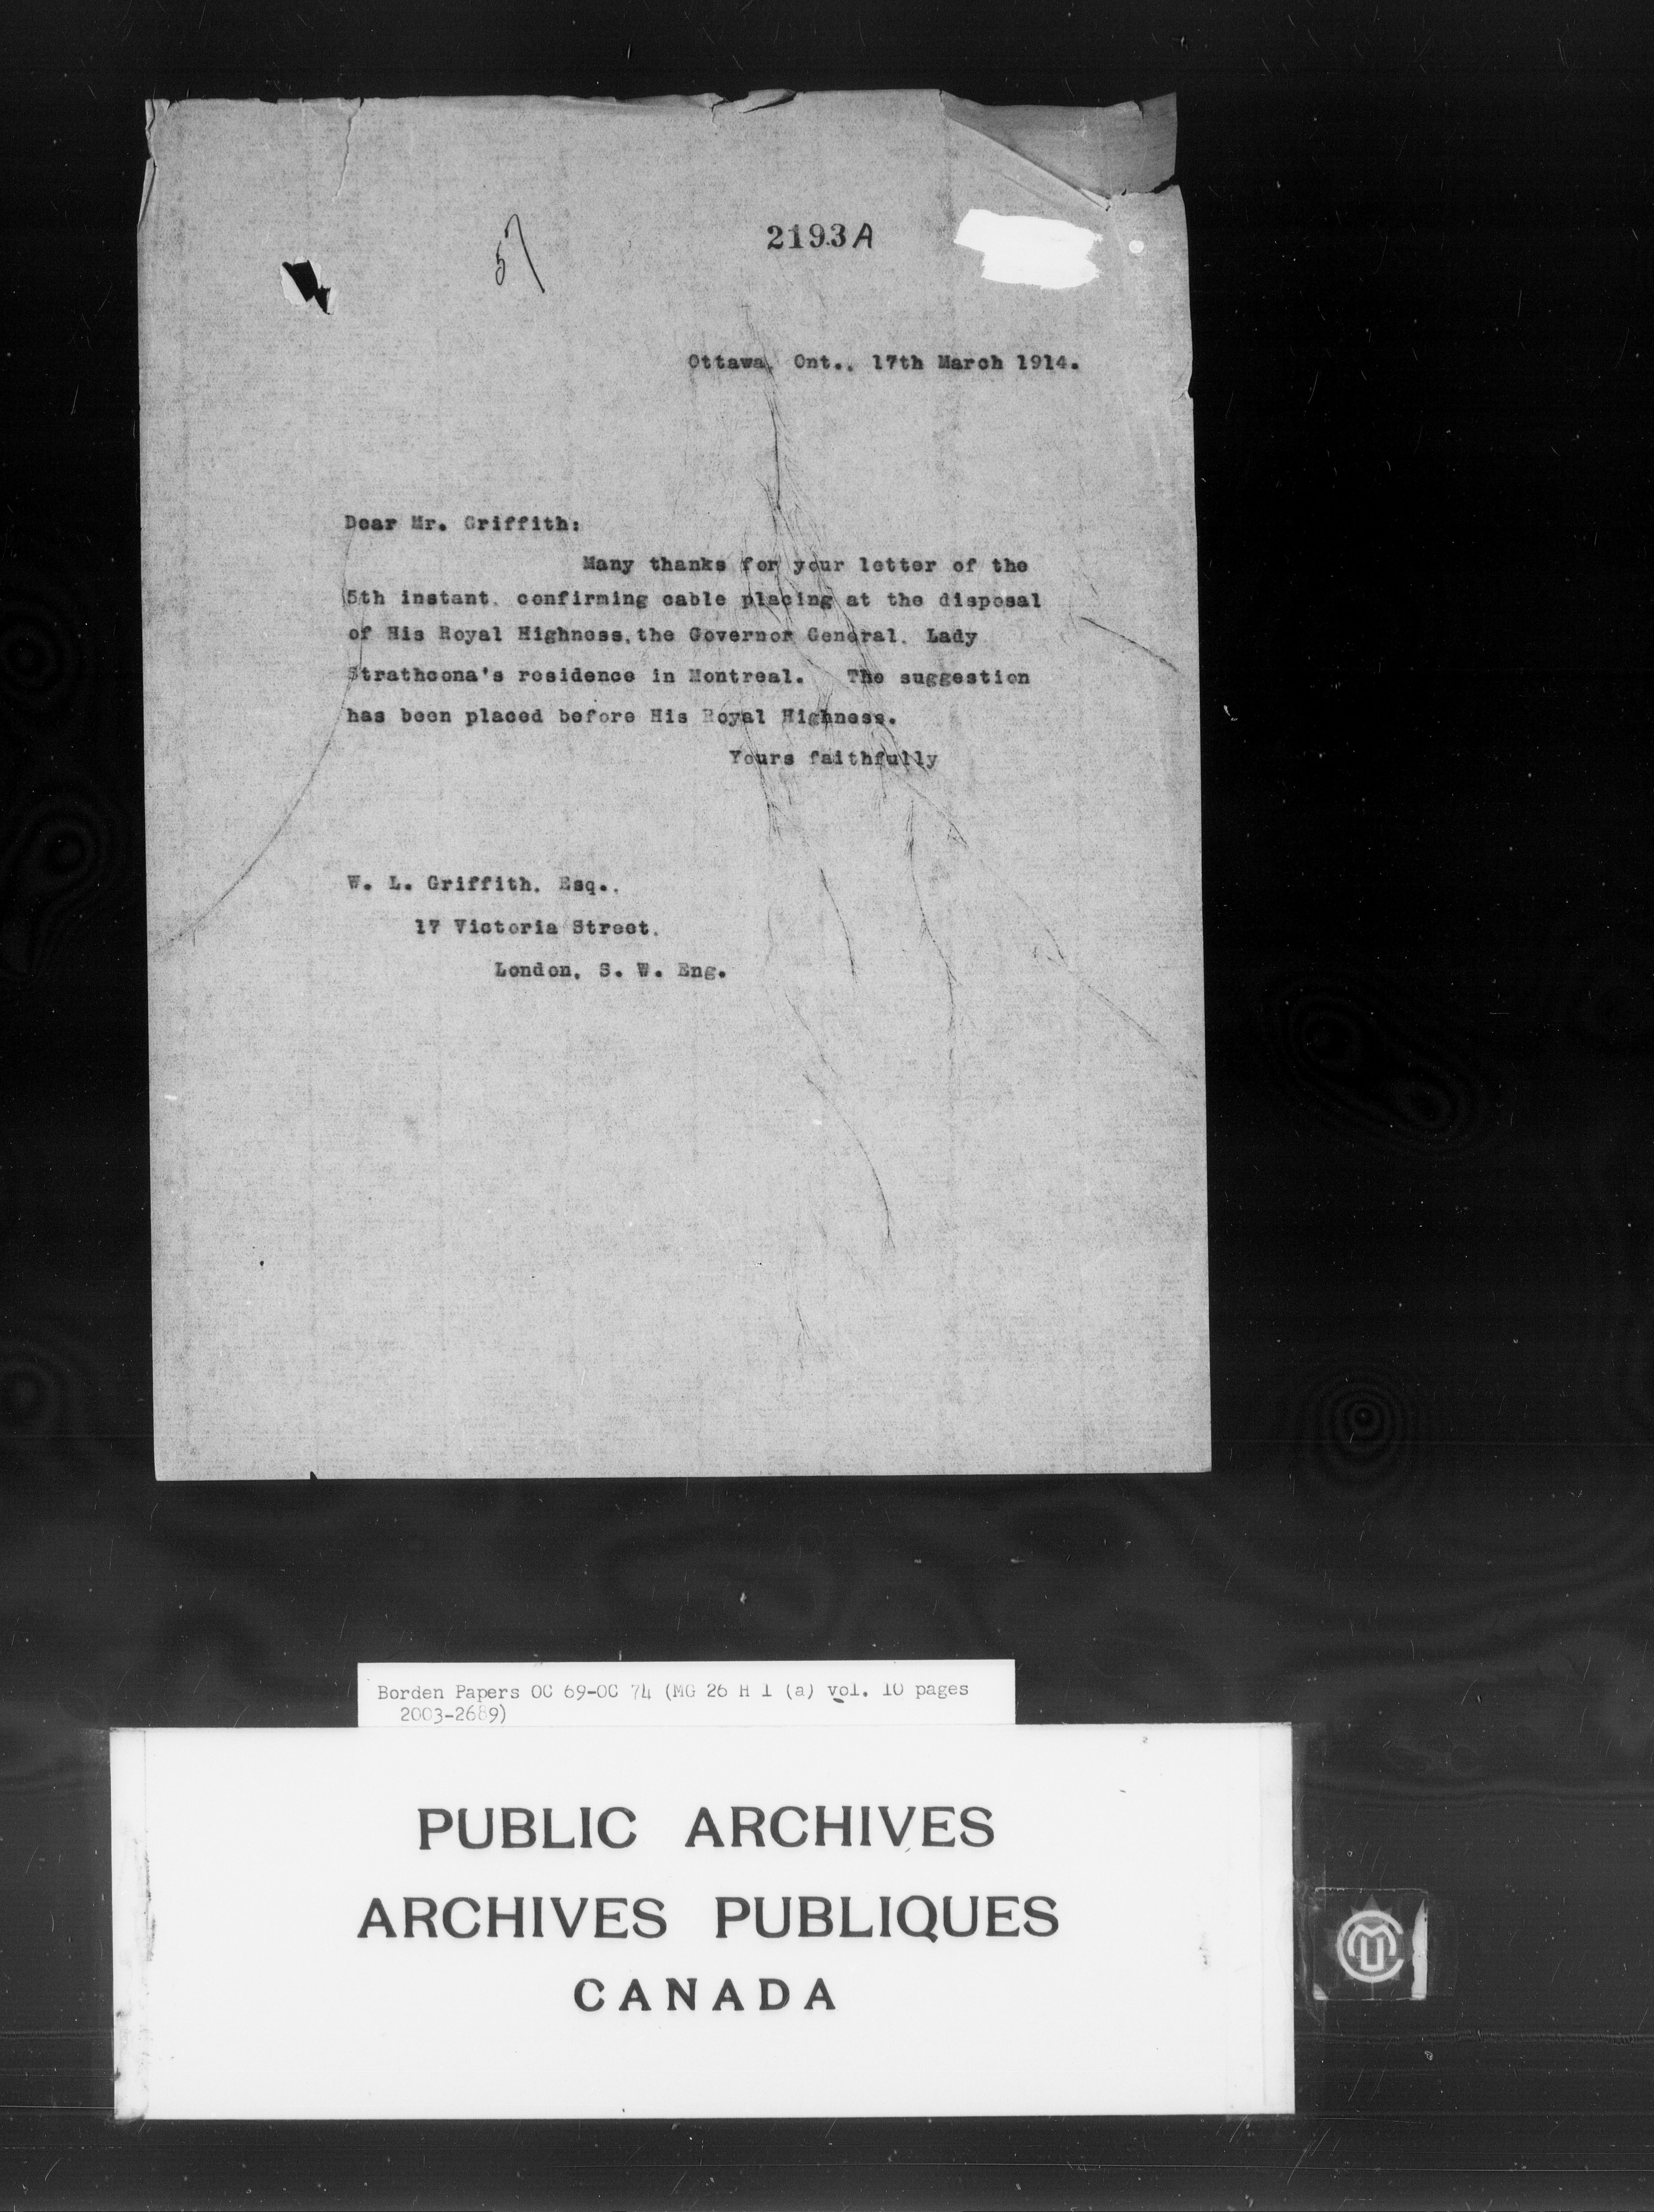 57
2193A
Ottawa, Ont., 17th March 1914.
Dear Mr. Griffith:
Many thanks for your letter of the
5th instant, confirming cable placing at the disposal
of His Royal Highness, the Governor General, Lady
Strathcona's residence in Montreal. The suggestion
has been placed before His Royal Highness.
Yours faithfully
W. L. Griffith, Esq.,
17 Victoria Street,
London, S. W. Eng.
Borden Papers OC 69-OC 74 (MG 26 H 1 (a) vol. 10 pages
2003-2689)
PUBLIC ARCHIVES
ARCHIVES PUBLIQUES
CANADA